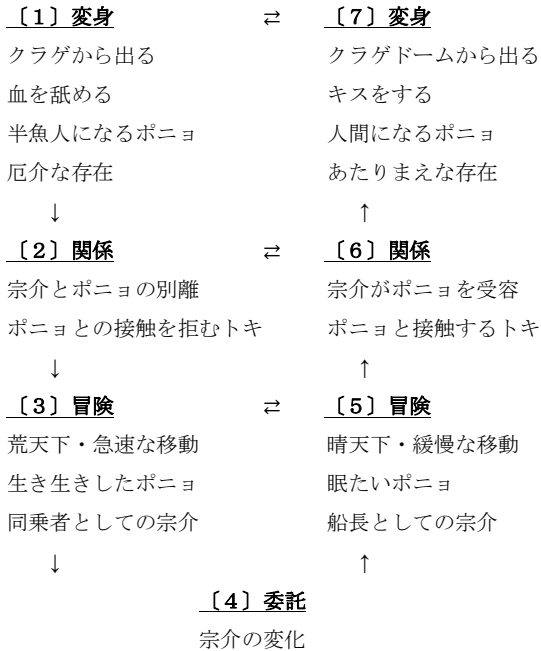 〔１〕変身 ⇄ 〔７〕変身
クラゲから出る クラゲドームから出る
血を舐める キスをする
半魚人になるポニョ 人間になるポニョ
厄介な存在 あたりまえな存在
↓ ↑
〔２〕関係 ⇄ 〔６〕関係
宗介とポニョの別離 宗介がポニョを受容
ポニョとの接触を拒むトキ ポニョと接触するトキ
↓ ↑
〔３〕冒険 ⇄ 〔５〕冒険
荒天下・急速な移動 晴天下・緩慢な移動
生き生きしたポニョ 眠たいポニョ
同乗者としての宗介 船長としての宗介
↓ ↑
〔４〕委託
宗介の変化